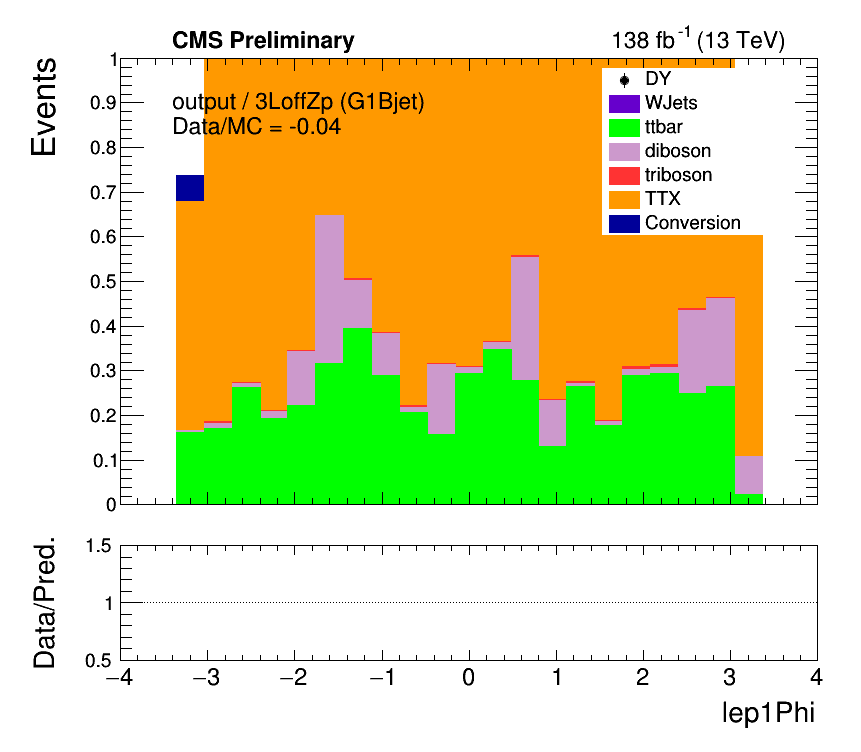 CMS Preliminary
138 fb-1 (13 TeV)
Events
1
0.9
0.8
0.7
0.6
0.5
0.4
0.3
0.2
0.1
0
output / 3LoffZp (G1Bjet)
Data/MC = -0.04
DY
WJets
ttbar
diboson
triboson
TTX
Conversion
Data/Pred.
1.5
1
0.5
−4 −3 −2 −1 0 1 2 3 4
lep1Phi